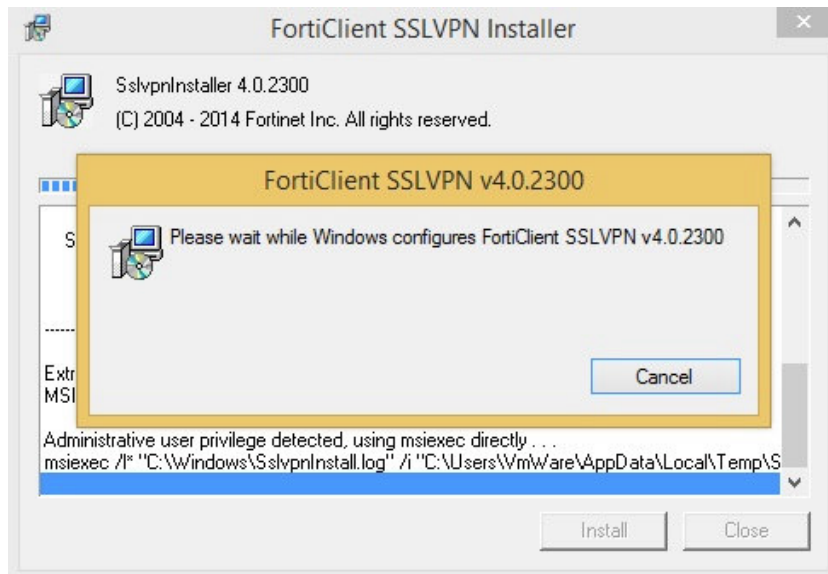 FortiClient SSLVPN Installer
SslvpnInstaller 4.0.2300
(C) 2004 - 2014 Fortinet Inc. All rights reserved.
FortiClient SSLVPN v4.0.2300
Please wait while Windows configures FortiClient SSLVPN v4.0.2300
Cancel
Administrative user privilege detected, using msiexec directly . . .
msiexec /l* "C:\Windows\SslvpnInstall.log" /i "C:\Users\VmWare\AppData\Local\Temp\S
Install
Close